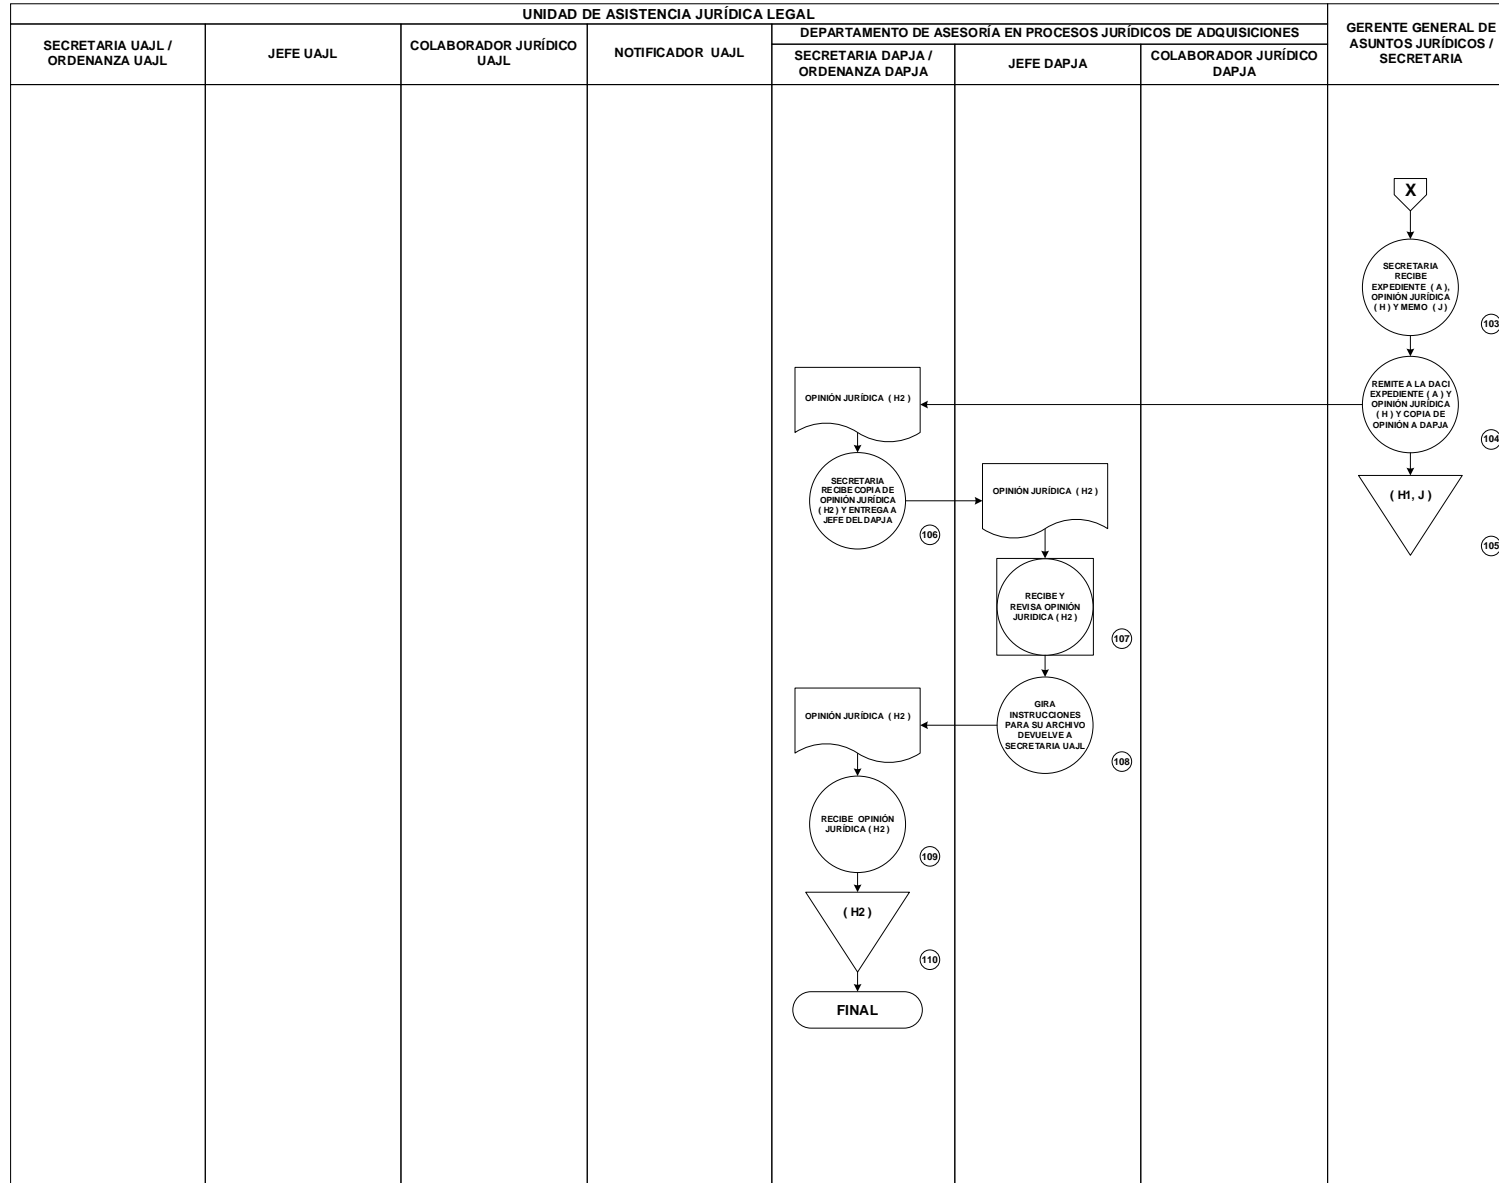 UNIDAD DE ASISTENCIA JURÍDICA LEGAL
SECRETARIA UAJL /
ORDENANZA UAJL
JEFE UAJL
COLABORADOR JURÍDICO
UAJL
NOTIFICADOR UAJL
DEPARTAMENTO DE ASESORÍA EN PROCESOS JURÍDICOS DE ADQUISICIONES
SECRETARIA DAPJA /
ORDENANZA DAPJA
JEFE DAPJA
COLABORADOR JURÍDICO
DAPJA
GERENTE GENERAL DE
ASUNTOS JURÍDICOS /
SECRETARIA
X
SECRETARIA
RECIBE
EXPEDIENTE ( A ),
OPINIÓN JURÍDICA
( H ) Y MEMO ( J )
103
REMITE A LA DACI
EXPEDIENTE ( A ) Y
OPINIÓN JURÍDICA
( H ) Y COPIA DE
OPINIÓN A DAPJA
104
( H1, J )
105
OPINIÓN JURÍDICA ( H2 )
SECRETARIA
RECIBE COPIA DE
OPINIÓN JURÍDICA
( H2 ) Y ENTREGA A
JEFE DEL DAPJA
106
OPINIÓN JURÍDICA ( H2 )
RECIBE Y
REVISA OPINIÓN
JURIDICA ( H2 )
107
GIRA
INSTRUCCIONES
PARA SU ARCHIVO
DEVUELVE A
SECRETARIA UAJL
108
OPINIÓN JURÍDICA ( H2 )
RECIBE OPINIÓN
JURÍDICA ( H2 )
109
( H2 )
110
FINAL